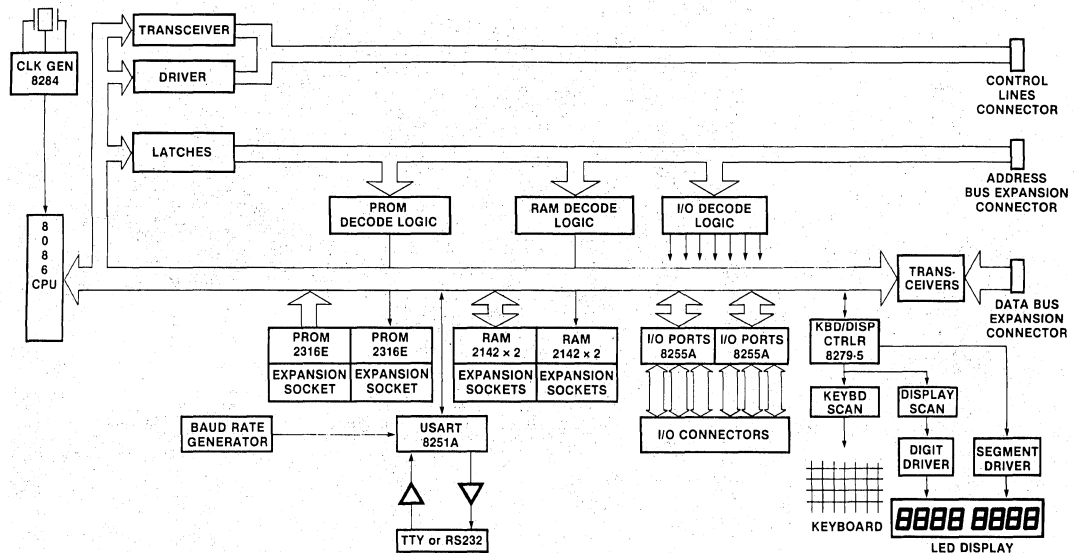 TRANSCEIVER
CLK GEN
8284
DRIVER
CONTROL
LINES
CONNECTOR
LATCHES
ADDRESS
BUS EXPANSION
CONNECTOR
PROM
DECODE LOGIC
RAM DECODE
LOGIC
I/O DECODE
LOGIC
8
0
8
6
CPU
TRANS-
CEIVERS
DATA BUS
EXPANSION
CONNECTOR
PROM
2316E
EXPANSION
SOCKET
PROM
2316E
EXPANSION
SOCKET
RAM
2142 × 2
EXPANSION
SOCKETS
RAM
2142 × 2
EXPANSION
SOCKETS
I/O PORTS
8255A
I/O PORTS
8255A
KBD/DISP
CTRLR
8279-5
KEYBD
SCAN
DISPLAY
SCAN
BAUD RATE
GENERATOR
USART
8251A
I/O CONNECTORS
DIGIT
DRIVER
SEGMENT
DRIVER
KEYBOARD
8888 8888
LED DISPLAY
TTY or RS232